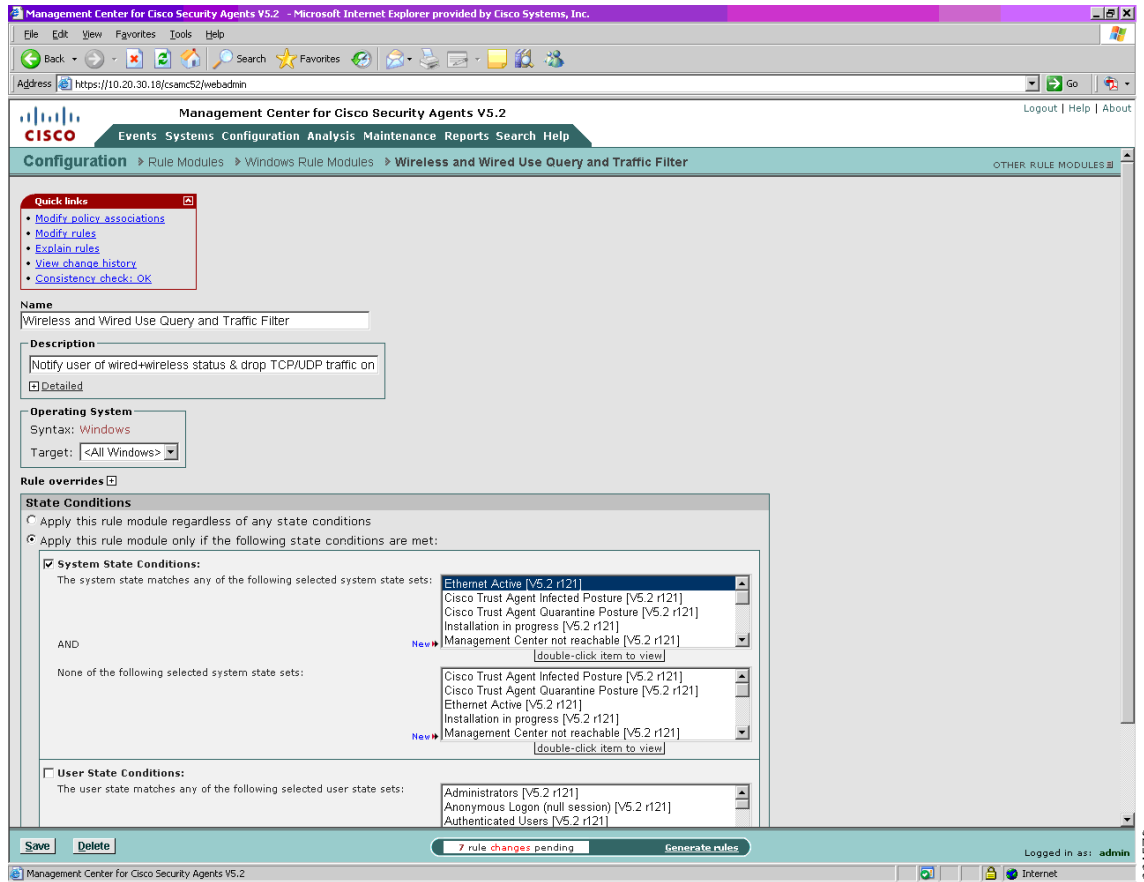 Management Center for Cisco Security Agents V5.2 - Microsoft Internet Explorer provided by Cisco Systems, Inc.
File Edit View Favorites Tools Help
Back Search Favorites
Address https://10.20.30.18/csamc52/webadmin Go
Management Center for Cisco Security Agents V5.2
Logout | Help | About
CISCO
Events Systems Configuration Analysis Maintenance Reports Search Help
Configuration Rule Modules Windows Rule Modules Wireless and Wired Use Query and Traffic Filter
OTHER RULE MODULES
Quick links
Modify policy associations
Modify rules
Explain rules
View change history
Consistency check: OK
Name
Wireless and Wired Use Query and Traffic Filter
Description
Notify user of wired+wireless status & drop TCP/UDP traffic on
Detailed
Operating System
Syntax: Windows
Target: <All Windows>
Rule overrides
State Conditions
Apply this rule module regardless of any state conditions
Apply this rule module only if the following state conditions are met:
System State Conditions:
The system state matches any of the following selected system state sets:
Ethernet Active [V5.2 r121]
Cisco Trust Agent Infected Posture [V5.2 r121]
Cisco Trust Agent Quarantine Posture [V5.2 r121]
Installation in progress [V5.2 r121]
Management Center not reachable [V5.2 r121]
AND
New
double-click item to view
None of the following selected system state sets:
Cisco Trust Agent Infected Posture [V5.2 r121]
Cisco Trust Agent Quarantine Posture [V5.2 r121]
Ethernet Active [V5.2 r121]
Installation in progress [V5.2 r121]
Management Center not reachable [V5.2 r121]
New
double-click item to view
User State Conditions:
The user state matches any of the following selected user state sets:
Administrators [V5.2 r121]
Anonymous Logon (null session) [V5.2 r121]
Authenticated Users [V5.2 r121]
Save Delete
7 rule changes pending Generate rules
Logged in as: admin
Management Center for Cisco Security Agents V5.2
Internet